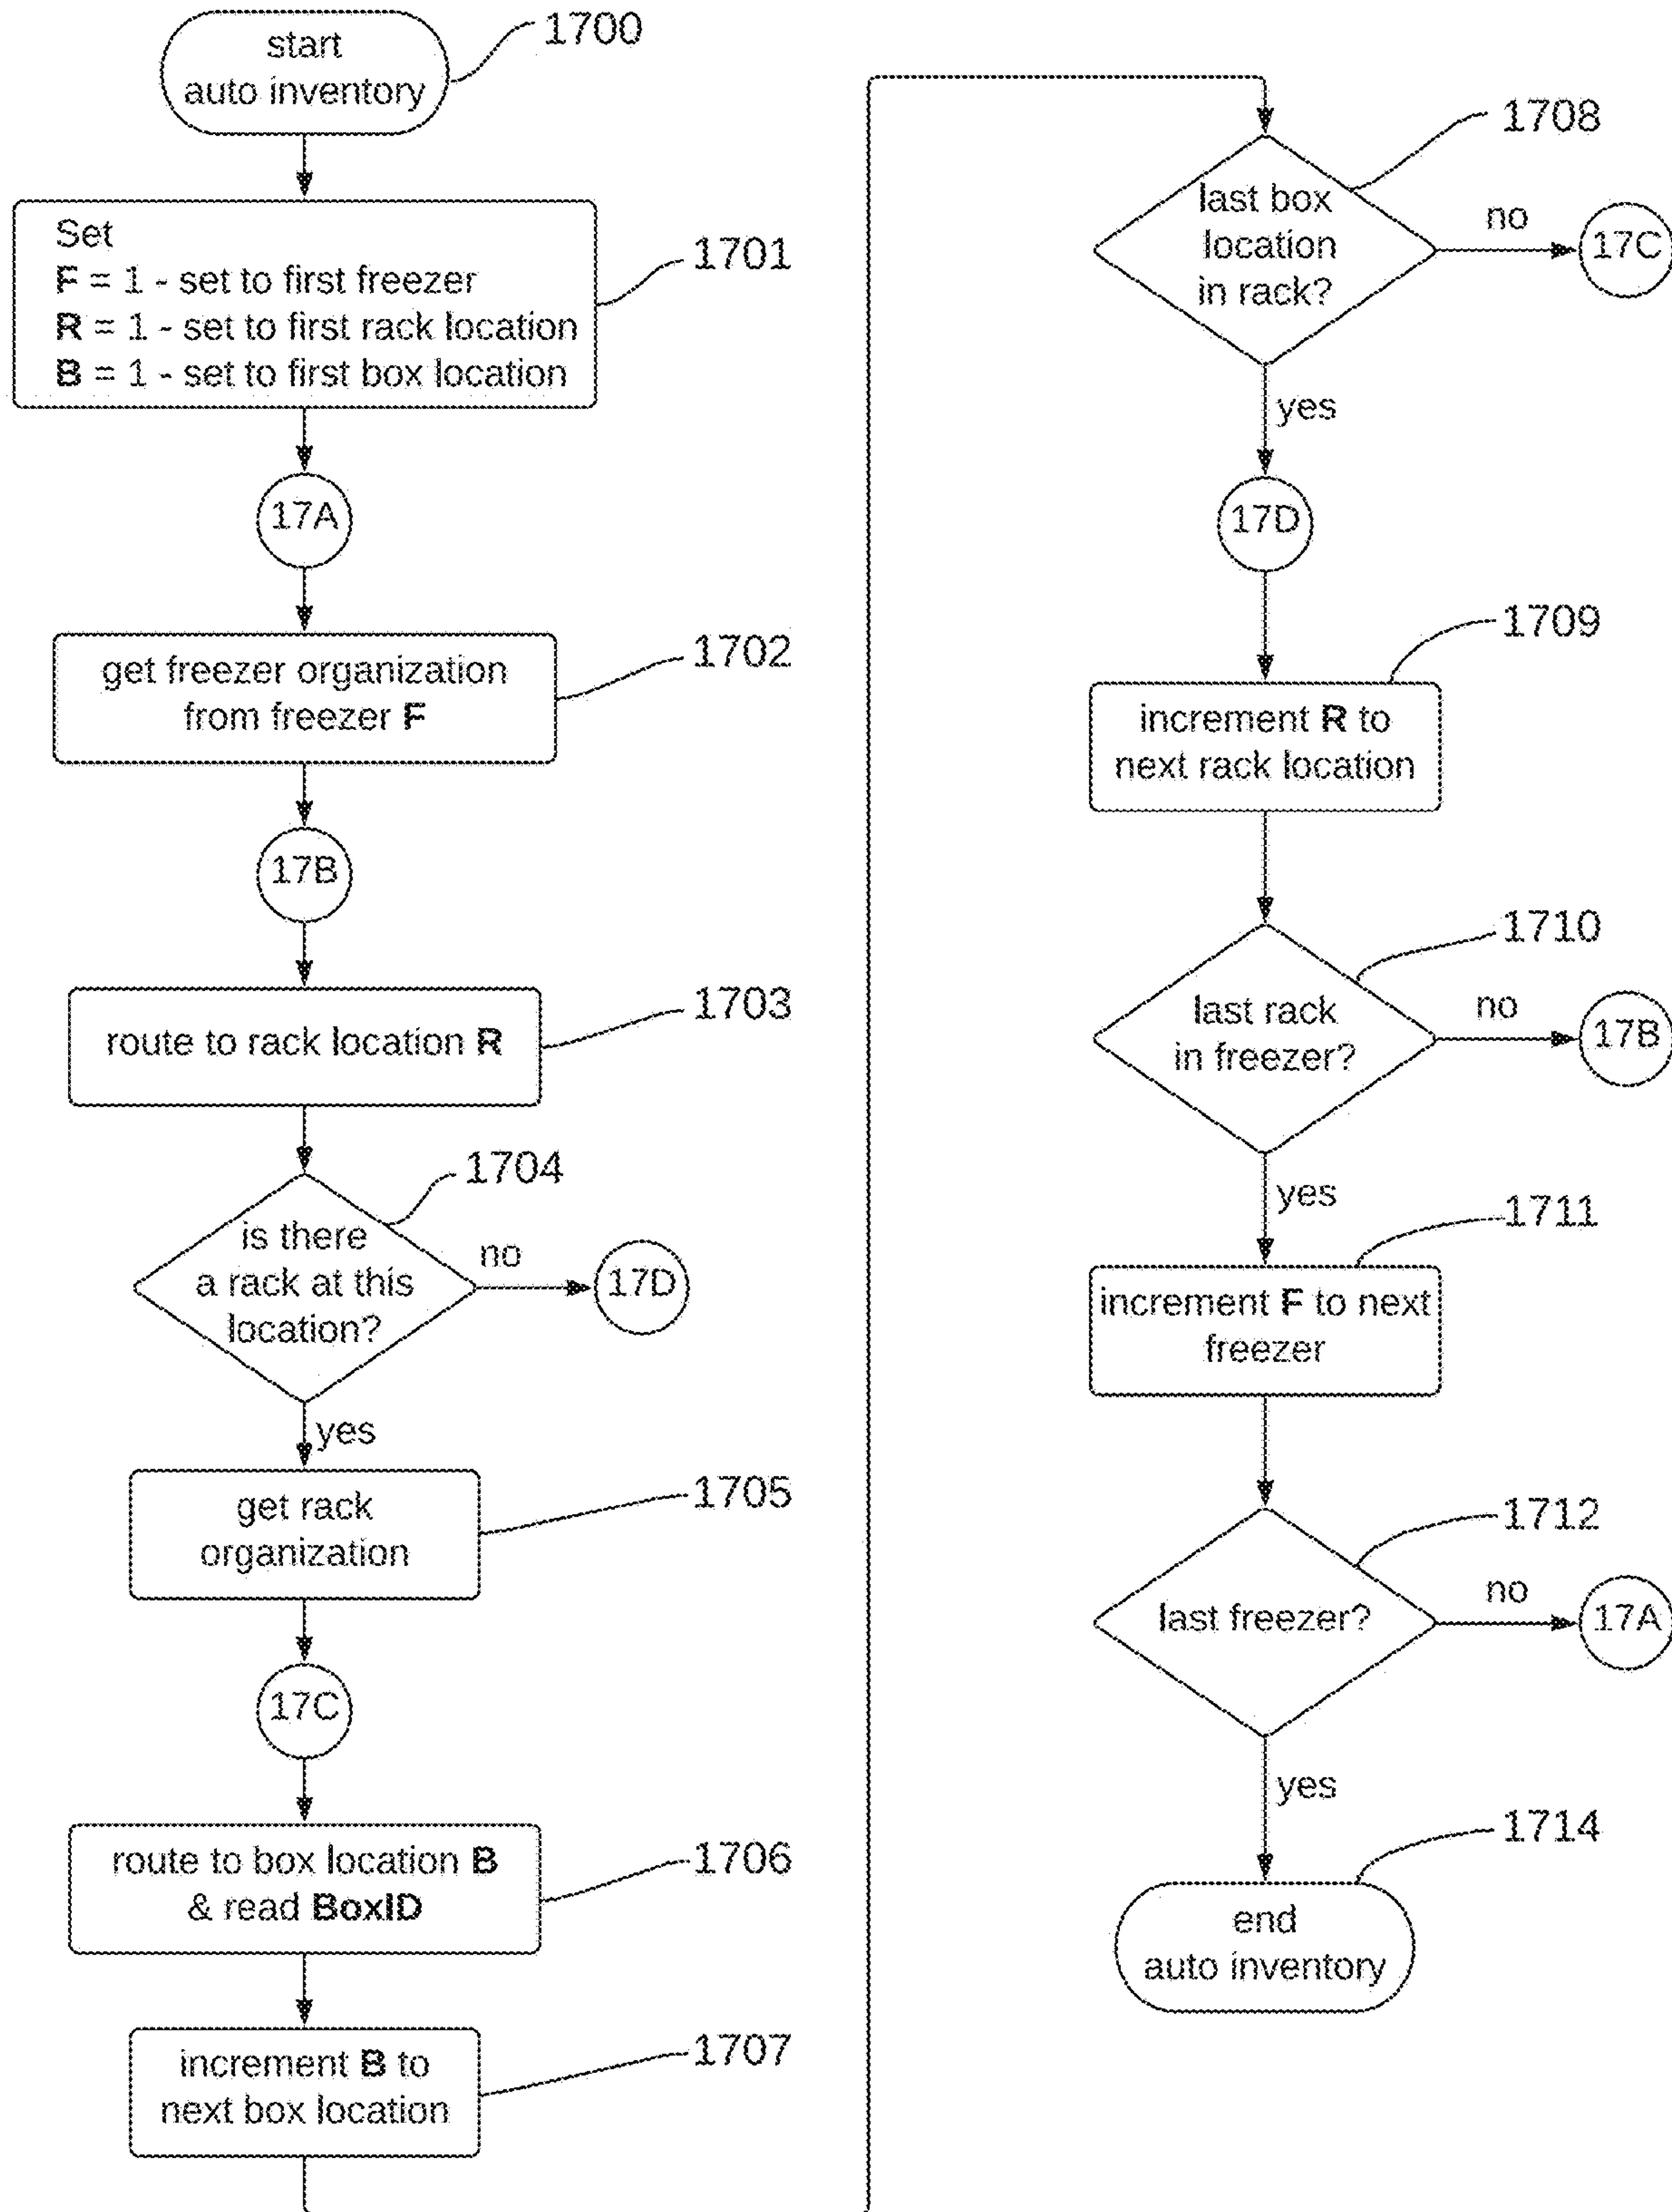 start
auto inventory
1700
Set
F = 1 - set to first freezer
R = 1 - set to first rack location
B = 1 - set to first box location
1701
17A
get freezer organization
from freezer F
1702
17B
route to rack location R
1703
is there
a rack at this
location?
1704
no
17D
yes
get rack
organization
1705
17C
route to box location B
& read BoxID
1706
increment B to
next box location
1707
last box
location
in rack?
1708
no
17C
yes
17D
increment R to
next rack location
1709
last rack
in freezer?
1710
no
17B
yes
increment F to next
freezer
1711
last freezer?
1712
no
17A
yes
end
auto inventory
1714